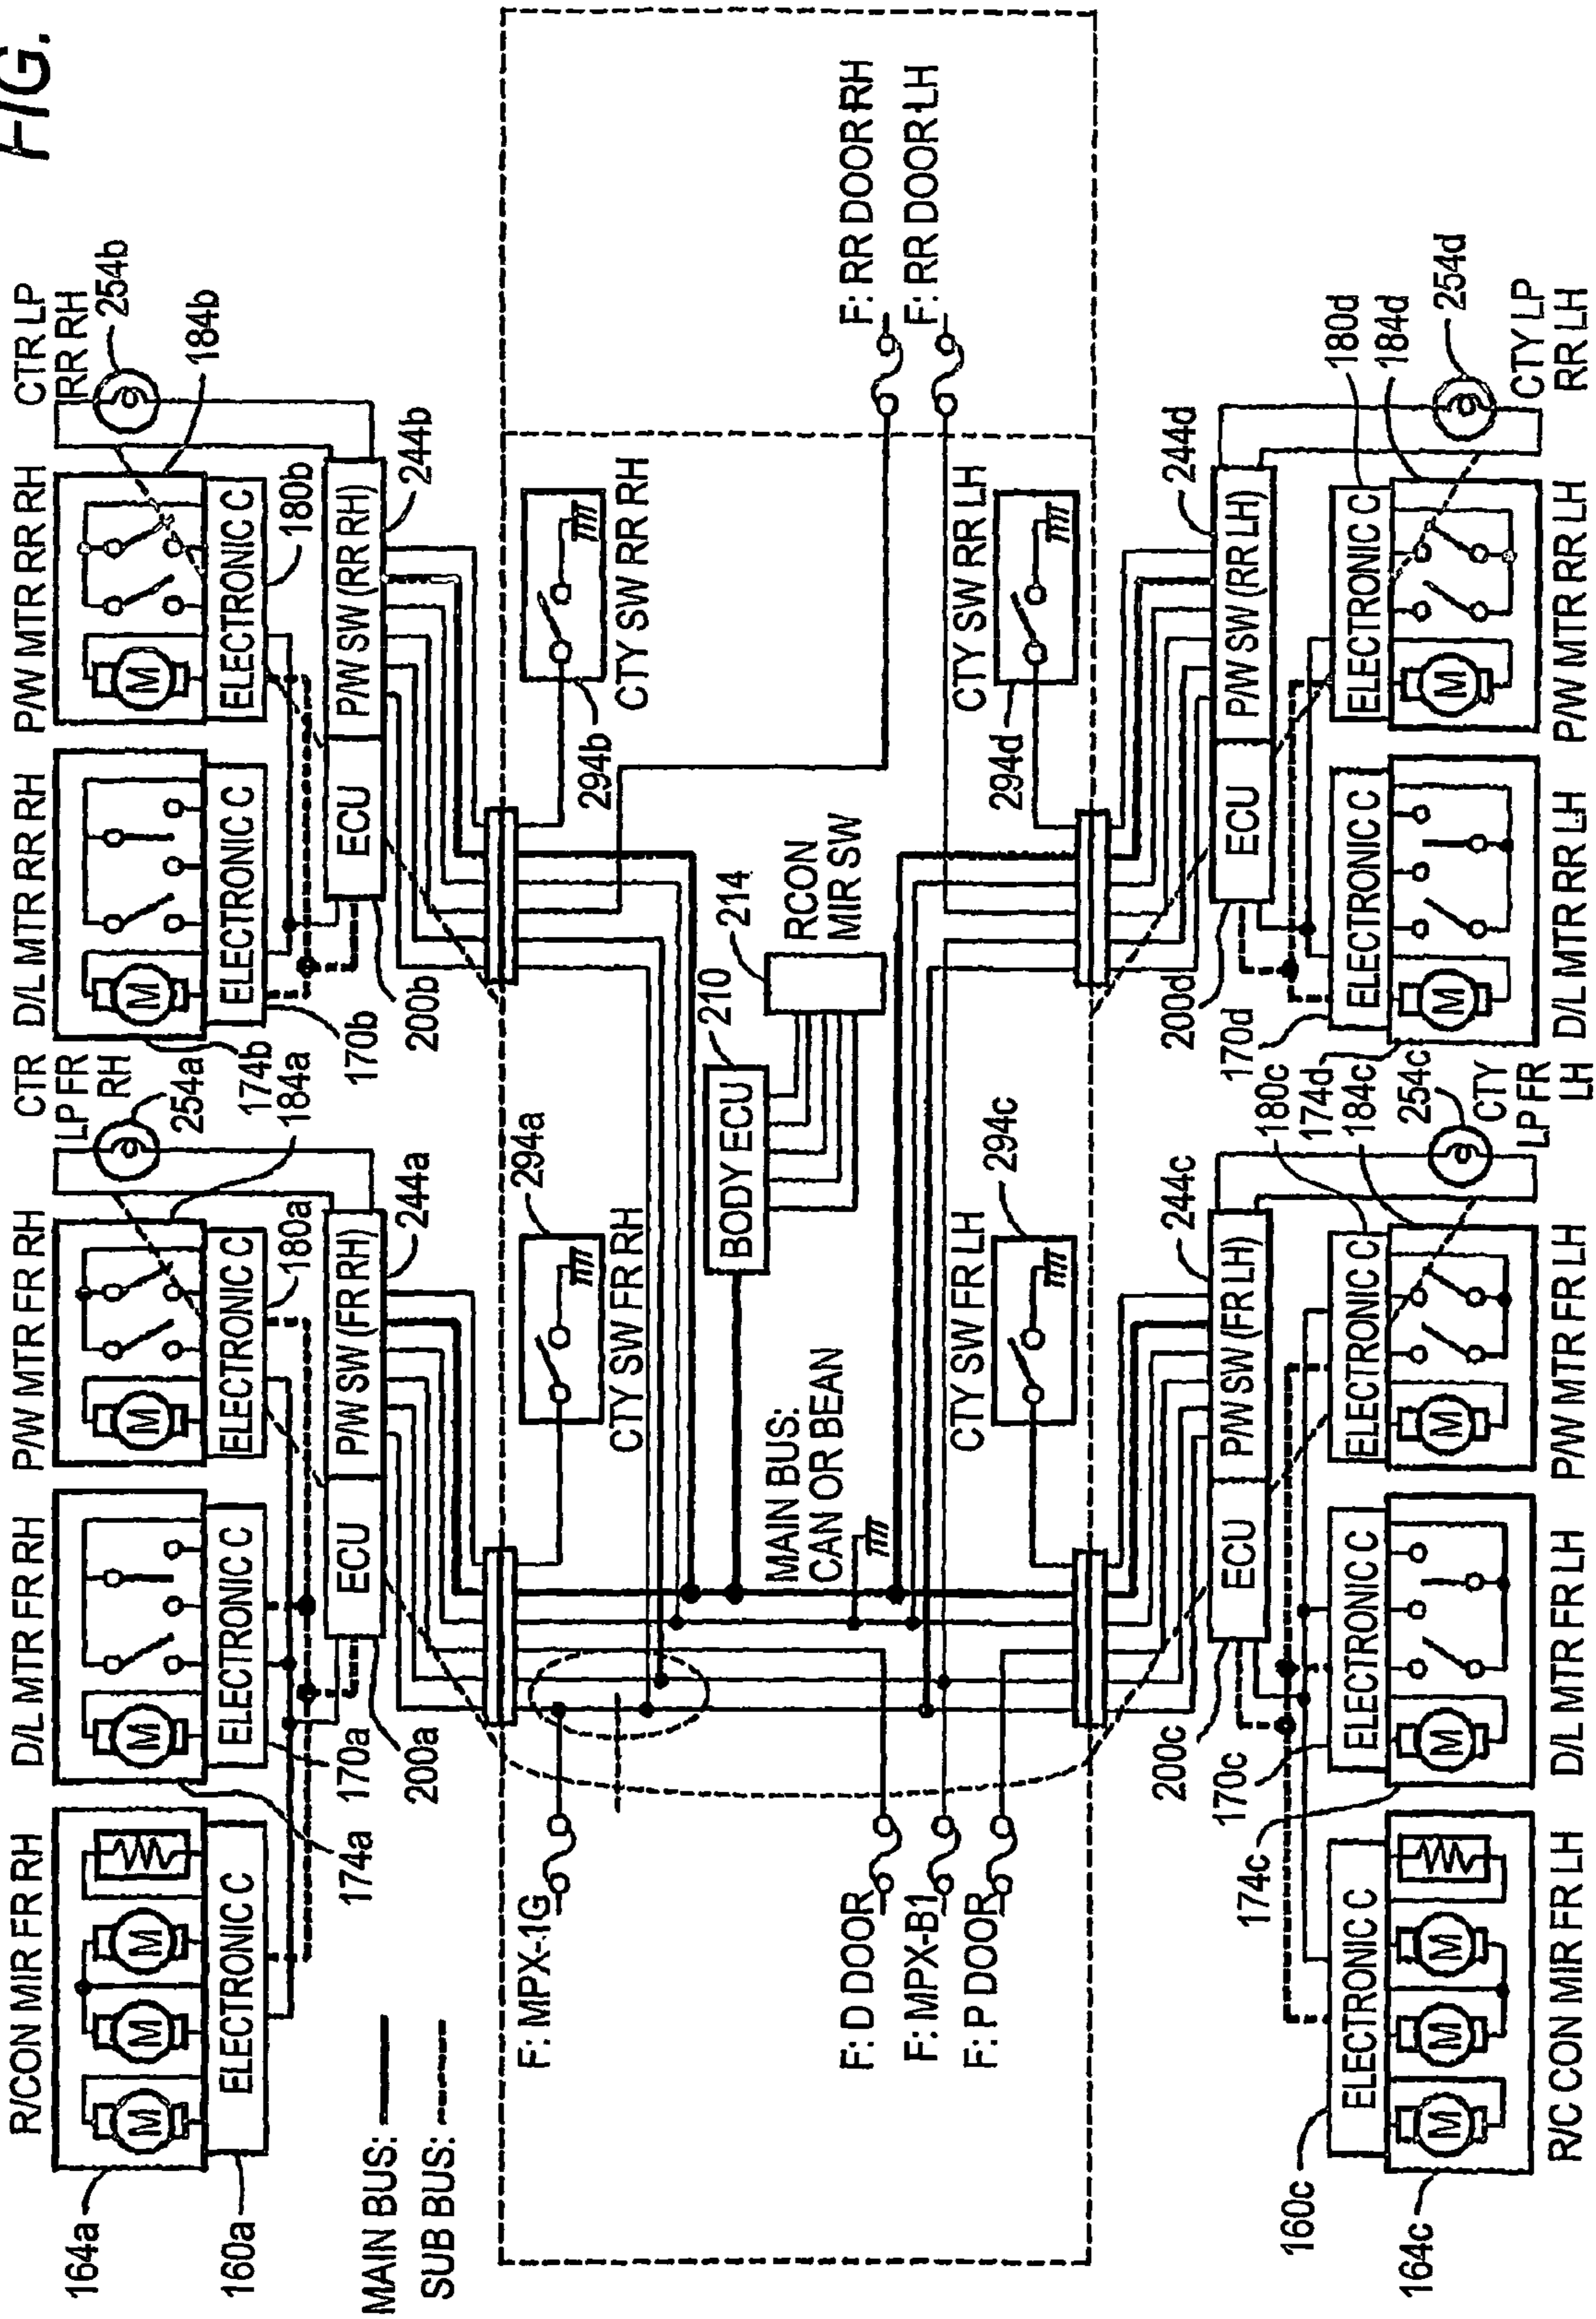 FIG.
R/CON MIR FR RH
D/L MTR FR RH
P/W MTR FR RH
CTR
LP FR
RH
D/L MTR RR RH
P/W MTR RR RH
CTR LP
RR RH
164a
M
M
M
ELECTRONIC C
160a
174a
M
ELECTRONIC C
170a
M
ELECTRONIC C
180a
184a
254a
174b
M
ELECTRONIC C
170b
M
ELECTRONIC C
180b
184b
254b
ECU
P/W SW (FR RH)
200a
244a
ECU
P/W SW (RR RH)
200b
244b
MAIN BUS:
SUB BUS:
F: MPX-1G
294a
CTY SW FR RH
294b
CTY SW RR RH
BODY ECU
210
214
RCON
MIR SW
MAIN BUS:
CAN OR BEAN
F: D DOOR
F: MPX-B1
F: P DOOR
F: RR DOOR RH
F: RR DOOR LH
CTY SW FR LH
294c
CTY SW RR LH
294d
ECU
P/W SW (FR LH)
200c
244c
ECU
P/W SW (RR LH)
200d
244d
160c
ELECTRONIC C
M
M
M
164c
174c
170c
ELECTRONIC C
M
ELECTRONIC C
M
180c
174d
184c
254c
170d
ELECTRONIC C
M
ELECTRONIC C
M
180d
184d
254d
R/C CON MIR FR LH
D/L MTR FR LH
P/W MTR FR LH
CTY
LP FR
LH
D/L MTR RR LH
P/W MTR RR LH
CTY LP
RR LH